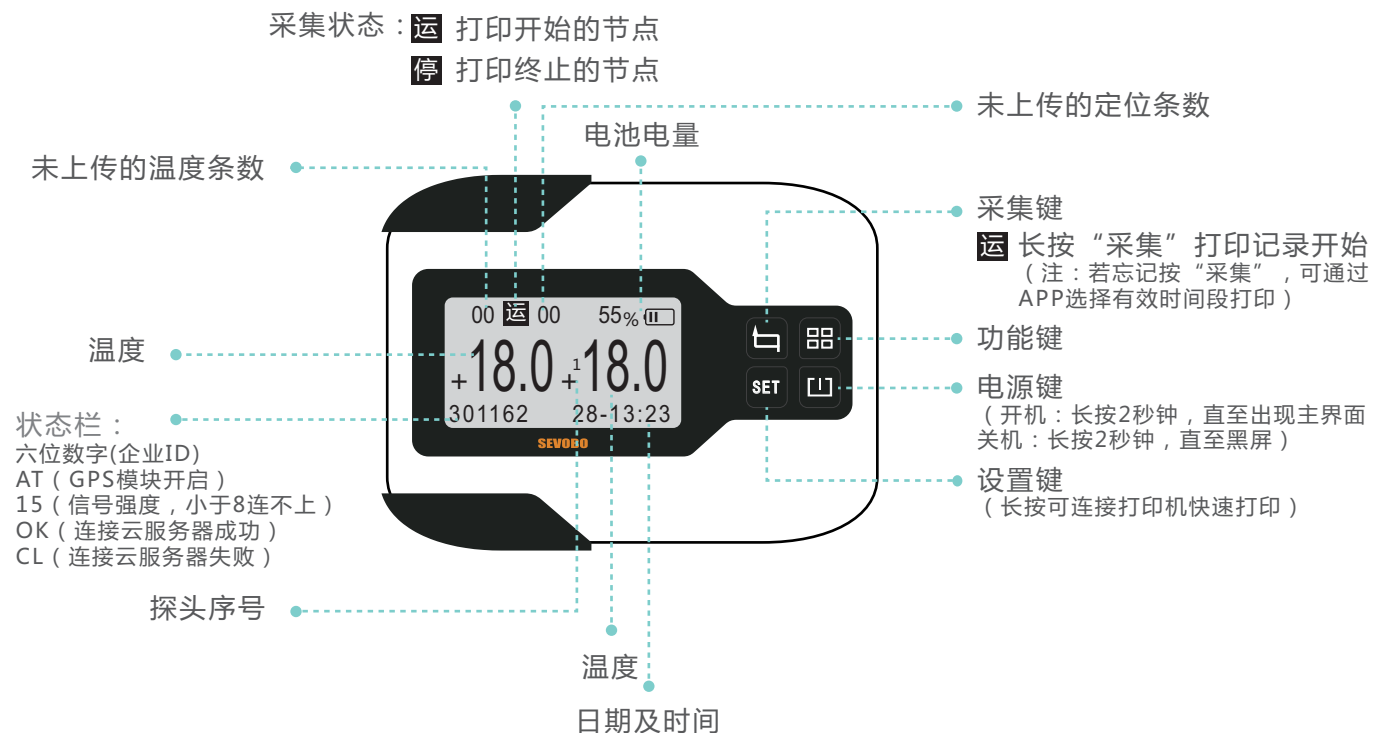 采集状态：运 打印开始的节点
停 打印终止的节点
未上传的定位条数
电池电量
未上传的温度条数
采集键
运 长按“采集”打印记录开始
（注：若忘记按“采集”，可通过
APP选择有效时间段打印）
00 运 00 55%
温度
+18.0 1+18.0
功能键
SET
电源键
（开机：长按2秒钟，直至出现主界面
关机：长按2秒钟，直至黑屏）
301162 28-13:23
SEVOBO
状态栏：
六位数字(企业ID)
AT（GPS模块开启）
15（信号强度，小于8连不上）
OK（连接云服务器成功）
CL（连接云服务器失败）
设置键
（长按可连接打印机快速打印）
探头序号
温度
日期及时间